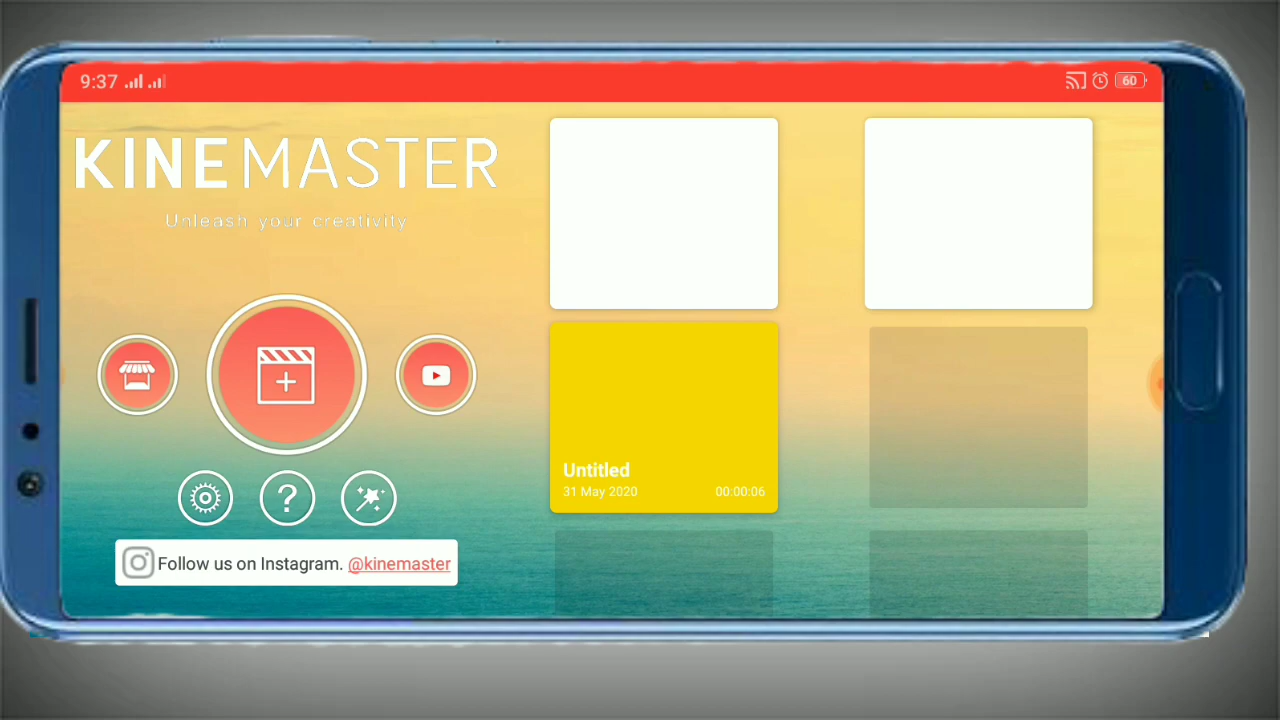 9:37
60
KINEMASTER
Unleash your creativity
?
Untitled
31 May 2020 00:00:06
Follow us on Instagram. @kinemaster